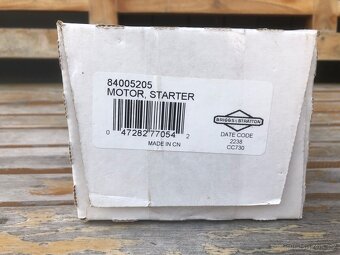 84005205
MOTOR, STARTER
0 47282 77054 2
MADE IN CN
BRIGGS & STRATTON
DATE CODE
2238
CC730